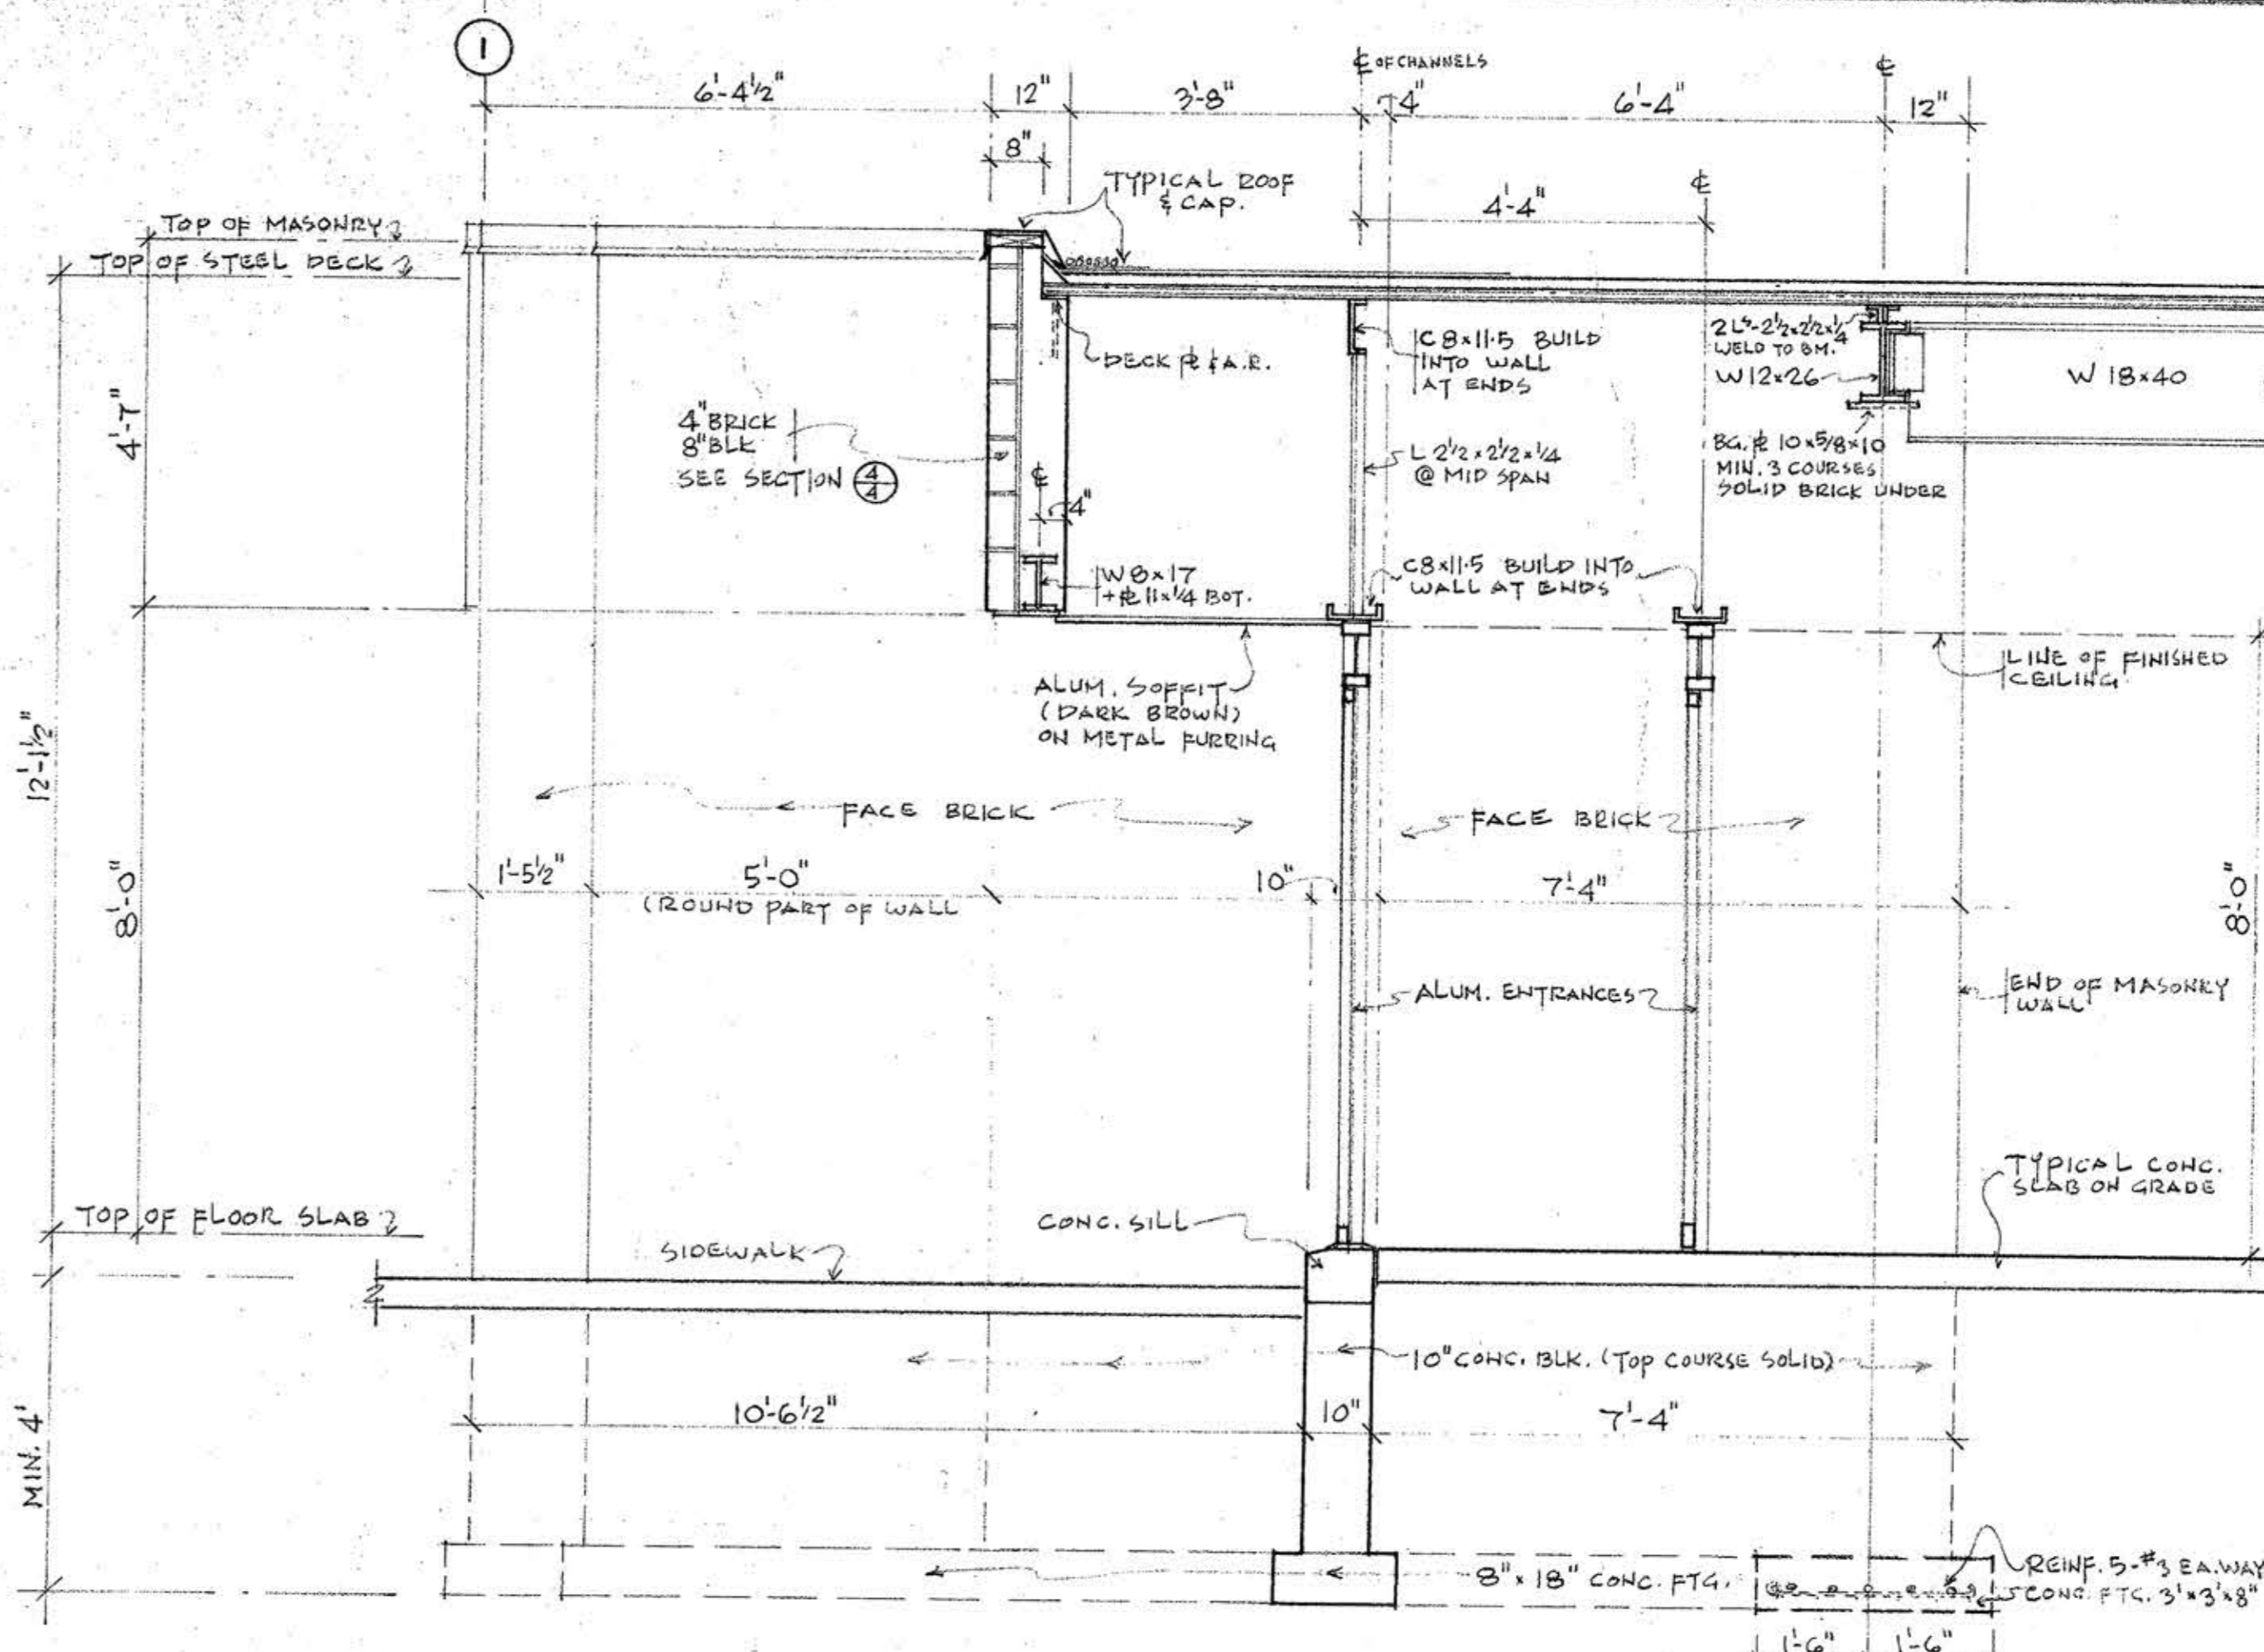 1
℄ OF CHANNELS
℄
6'-4½"
12"
3'-8"
4"
6'-4"
12"
8"
TYPICAL ROOF
& CAP.
4'-4"
℄
TOP OF MASONRY
TOP OF STEEL DECK
DECK ℄ & A.R.
C 8x11.5 BUILD
INTO WALL
AT ENDS
2 LS-2½x2½x¼
WELD TO BM.
W 12x26
W 18x40
4'-7"
4" BRICK
8" BLK
SEE SECTION 4/4
℄
4"
L 2½x2½x¼
@ MID SPAN
BG. PL 10x5/8x10
MIN. 3 COURSES
SOLID BRICK UNDER
W 8x17
+ PL 11x¼ BOT.
C8x11.5 BUILD INTO
WALL AT ENDS
LINE OF FINISHED
CEILING
ALUM. SOFFIT
(DARK BROWN)
ON METAL FURRING
12'-1½"
FACE BRICK
FACE BRICK
8'-0"
1'-5½"
5'-0"
(ROUND PART OF WALL
10"
7'-4"
8'-0"
ALUM. ENTRANCES
END OF MASONRY
WALL
TYPICAL CONC.
SLAB ON GRADE
TOP OF FLOOR SLAB
CONC. SILL
SIDEWALK
10" CONC. BLK. (TOP COURSE SOLID)
10'-6½"
10"
7'-4"
MIN. 4'
8" x 18" CONC. FTG.
REINF. 5-#3 EA. WAY
CONC. FTG. 3'x3'x8"
1'-6"
1'-6"